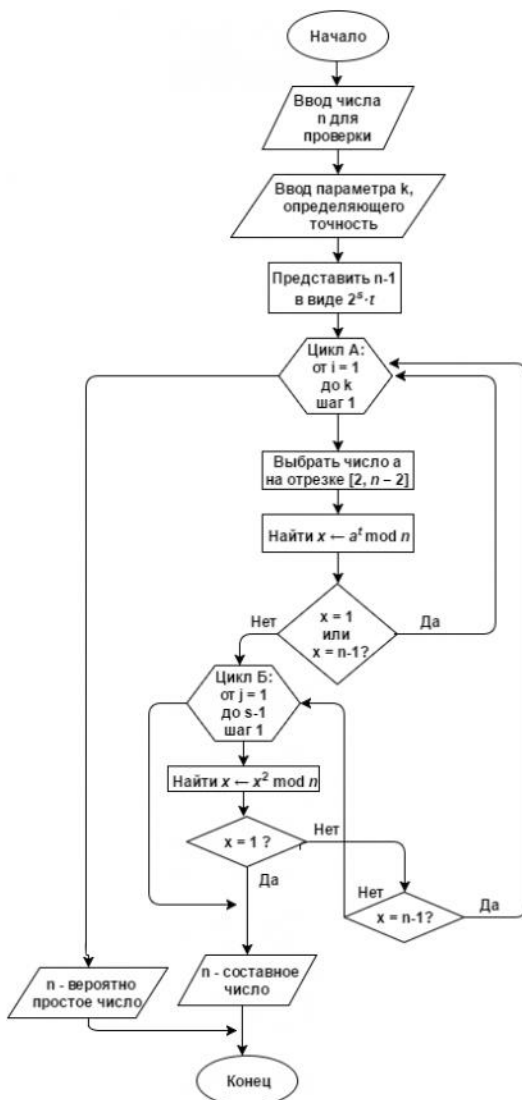 Начало
Ввод числа
n для
проверки
Ввод параметра k,
определяющего
точность
Представить n-1
в виде 2ˢ·t
Цикл А:
от i = 1
до k
шаг 1
Выбрать число a
на отрезке [2, n – 2]
Найти x ← aᵗ mod n
x = 1
или
x = n-1?
Нет
Да
Цикл Б:
от j = 1
до s-1
шаг 1
Найти x ← x² mod n
x = 1 ?
Нет
Да
x = n-1?
Нет
Да
n - вероятно
простое число
n - составное
число
Конец